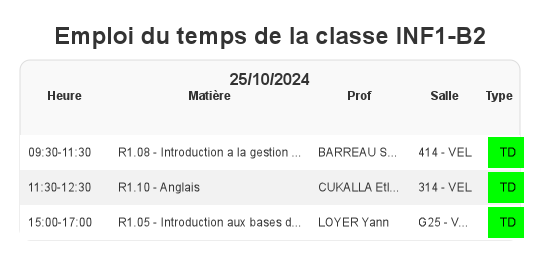 Emploi du temps de la classe INF1-B2
25/10/2024
Heure Matière Prof Salle Type
09:30-11:30 R1.08 - Introduction a la gestion ... BARREAU S... 414 - VEL TD
11:30-12:30 R1.10 - Anglais CUKALLA Etl... 314 - VEL TD
15:00-17:00 R1.05 - Introduction aux bases d... LOYER Yann G25 - V... TD